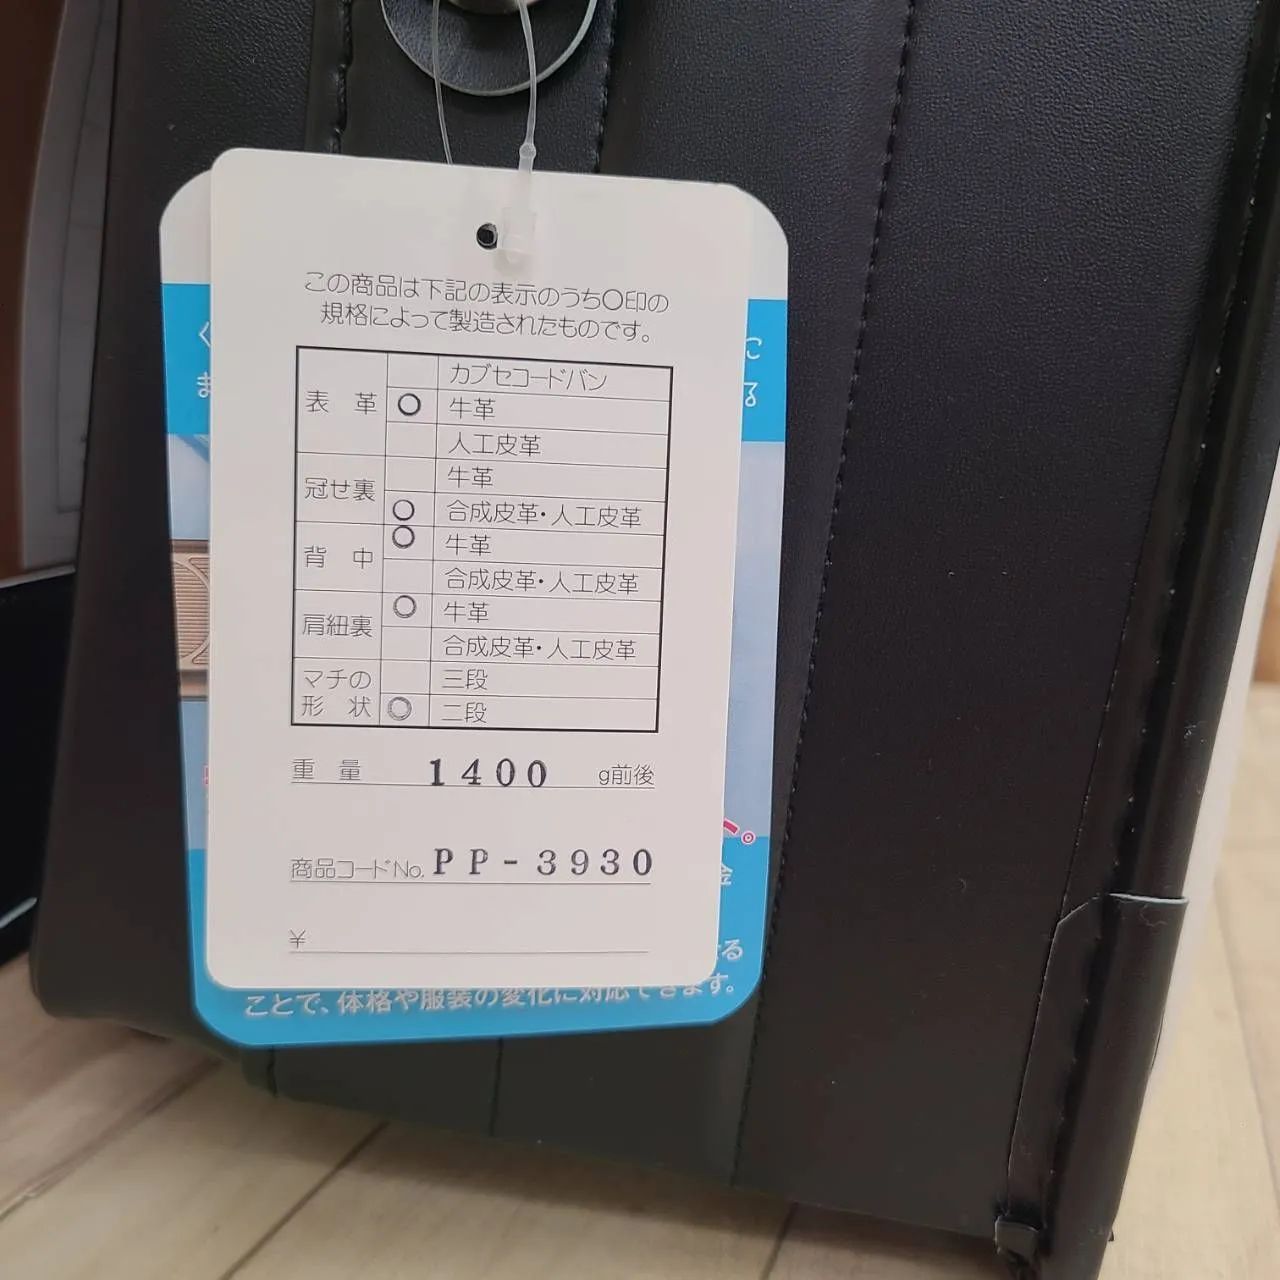 この商品は下記の表示のうち○印の
規格によって製造されたものです。
表 革
カブセコードバン
○ 牛革
人工皮革
冠せ裏
牛革
○ 合成皮革・人工皮革
背 中
○ 牛革
合成皮革・人工皮革
肩紐裏
○ 牛革
合成皮革・人工皮革
マチの
形 状
三段
○ 二段
重 量 1400 g前後
商品コードNo. PP-3930
¥
く
に
ま
る
金
る
ことで、体格や服装の変化に対応できます。